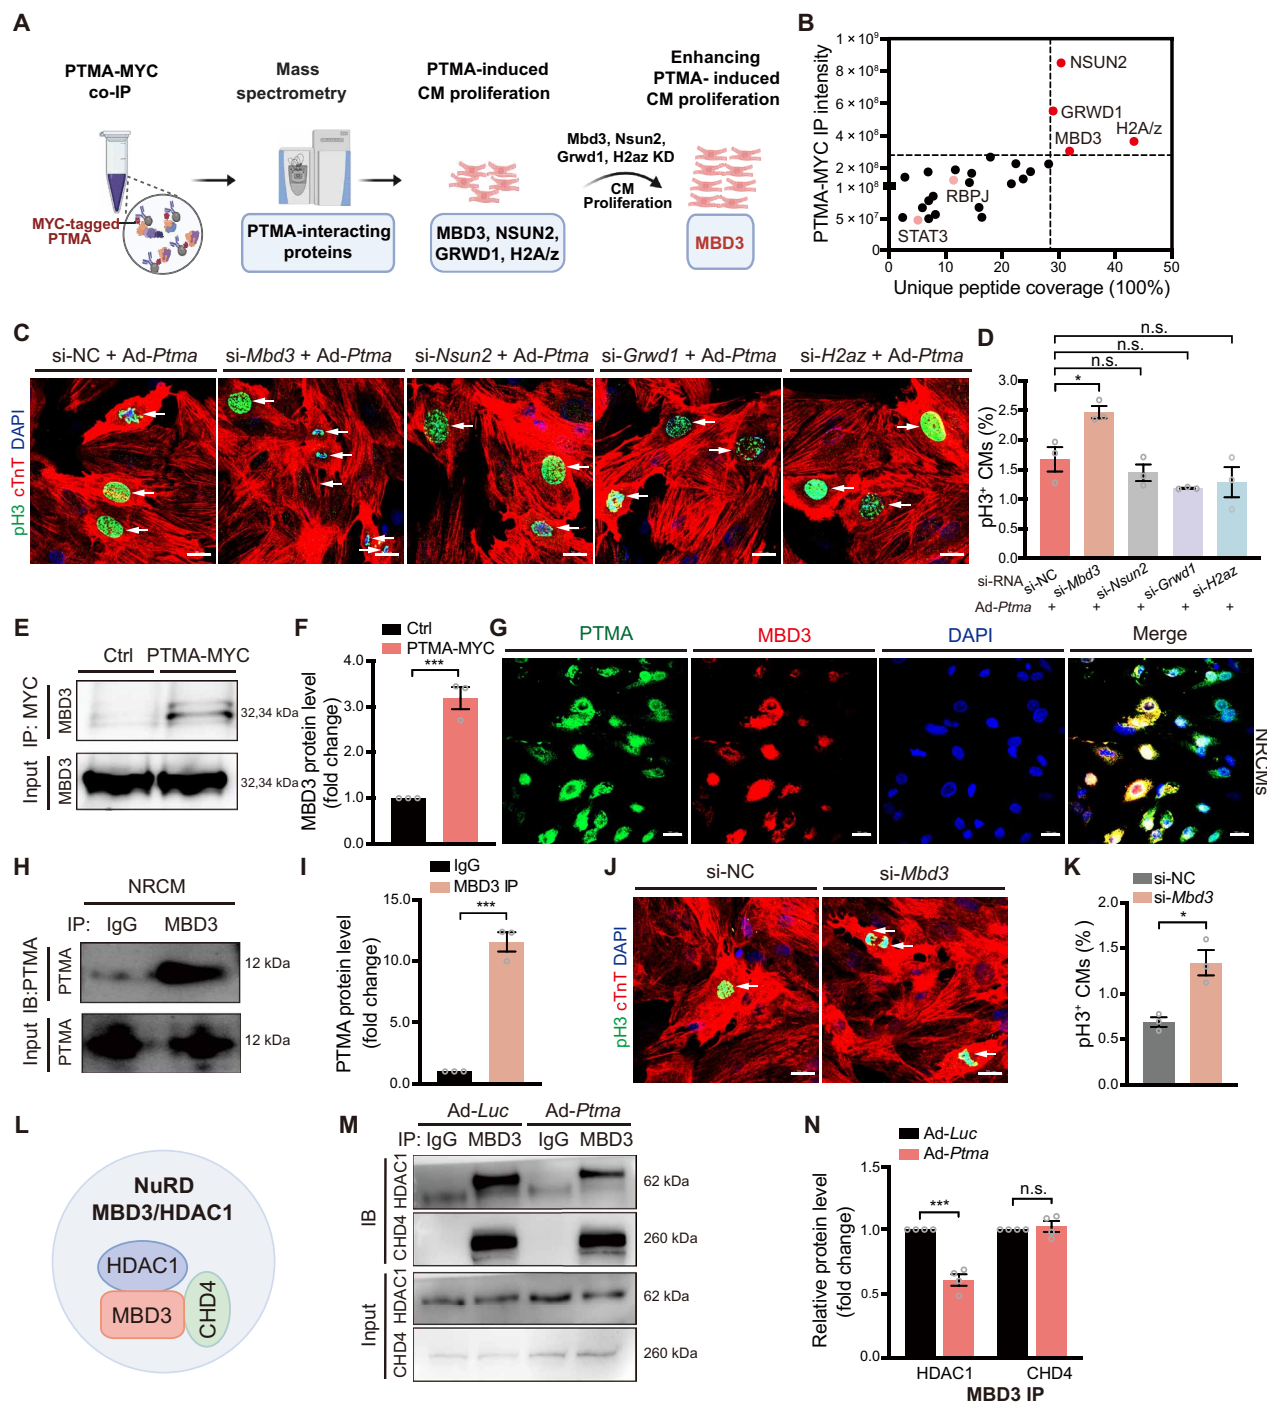 A
PTMA-MYC
co-IP
Mass
spectrometry
PTMA-induced
CM proliferation
Enhancing
PTMA- induced
CM proliferation
Mbd3, Nsun2,
Grwd1, H2az KD
CM
Proliferation
MYC-tagged
PTMA
PTMA-interacting
proteins
MBD3, NSUN2,
GRWD1, H2A/z
MBD3
B
PTMA-MYC IP intensity
1 × 10⁹
8 × 10⁸
6 × 10⁸
4 × 10⁸
2 × 10⁸
1 × 10⁸
5 × 10⁷
0
NSUN2
GRWD1
H2A/z
MBD3
RBPJ
STAT3
0 10 20 30 40 50
Unique peptide coverage (100%)
C
si-NC + Ad-Ptma
si-Mbd3 + Ad-Ptma
si-Nsun2 + Ad-Ptma
si-Grwd1 + Ad-Ptma
si-H2az + Ad-Ptma
pH3 cTnT DAPI
D
n.s.
n.s.
n.s.
*
pH3⁺ CMs (%)
3.0
2.5
2.0
1.5
1.0
0.5
0.0
si-RNA si-NC si-Mbd3 si-Nsun2 si-Grwd1 si-H2az
Ad-Ptma + + + + +
E
Ctrl PTMA-MYC
IP: MYC
MBD3
32,34 kDa
Input
MBD3
32,34 kDa
F
Ctrl
PTMA-MYC
***
MBD3 protein level
(fold change)
4.0
3.0
2.0
1.0
0.0
G
PTMA
MBD3
DAPI
Merge
NRCMs
H
NRCM
IP: IgG MBD3
IB:PTMA
PTMA
12 kDa
Input
PTMA
12 kDa
I
IgG
MBD3 IP
***
PTMA protein level
(fold change)
15.0
10.0
5.0
0.0
J
si-NC
si-Mbd3
pH3 cTnT DAPI
K
si-NC
si-Mbd3
*
pH3⁺ CMs (%)
2.0
1.5
1.0
0.5
0.0
L
NuRD
MBD3/HDAC1
HDAC1
MBD3
CHD4
M
Ad-Luc Ad-Ptma
IP: IgG MBD3 IgG MBD3
IB
HDAC1
62 kDa
CHD4
260 kDa
Input
HDAC1
62 kDa
CHD4
260 kDa
N
Ad-Luc
Ad-Ptma
***
n.s.
Relative protein level
(fold change)
1.5
1.0
0.5
0.0
HDAC1 CHD4
MBD3 IP